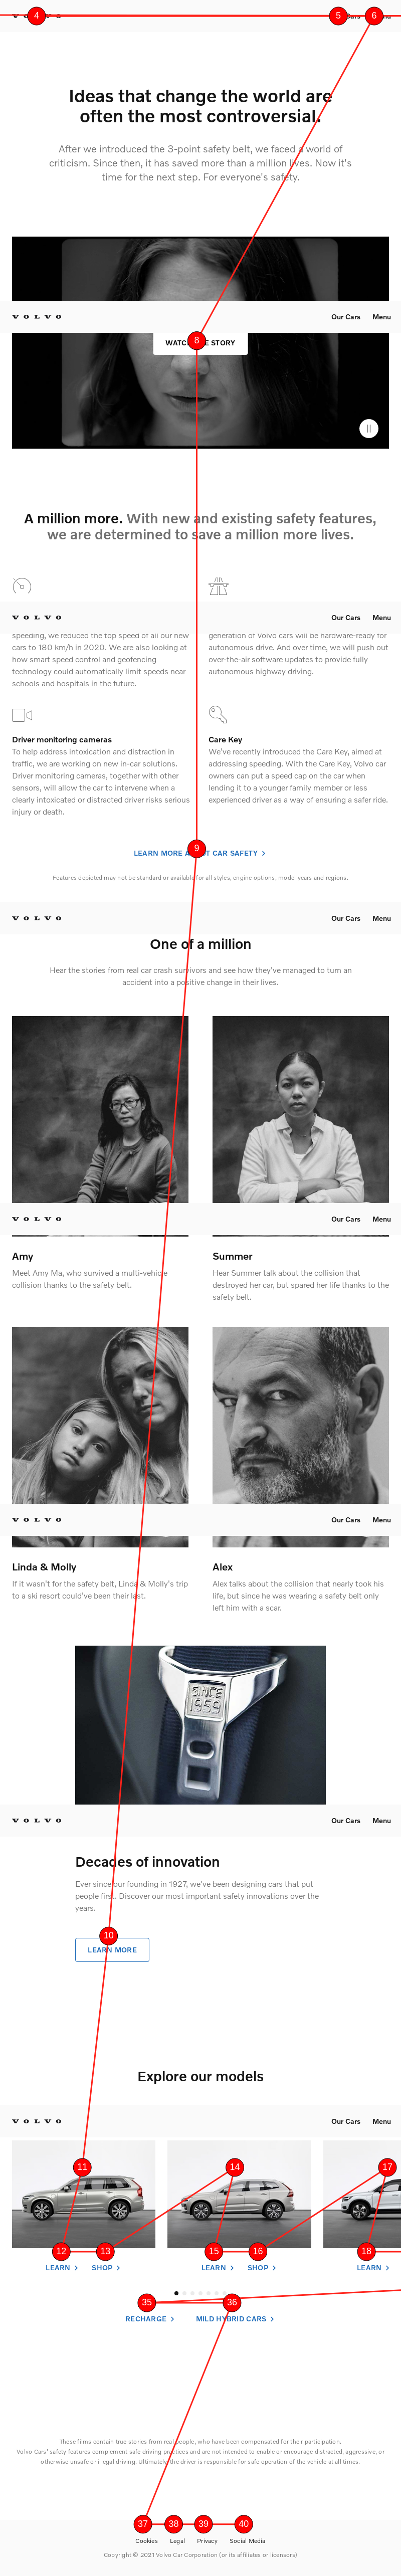 4
5
6
Ideas that change the world are
often the most controversial.
After we introduced the 3-point safety belt, we faced a world of
criticism. Since then, it has saved more than a million lives. Now it's
time for the next step. For everyone's safety.
VOLVO
Our Cars
Menu
8
STORY
A million more. With new and existing safety features,
we are determined to save a million more lives.
VOLVO
Our Cars
Menu
speeding, we reduced the top speed of all our new
cars to 180 km/h in 2020. We are also looking at
how smart speed control and geofencing
technology could automatically limit speeds near
schools and hospitals in the future.
generation of Volvo cars will be hardware-ready for
autonomous drive. And over time, we will push out
over-the-air software updates to provide fully
autonomous highway driving.
Driver monitoring cameras
To help address intoxication and distraction in
traffic, we are working on new in-car solutions.
Driver monitoring cameras, together with other
sensors, will allow the car to intervene when a
clearly intoxicated or distracted driver risks serious
injury or death.
Care Key
We've recently introduced the Care Key, aimed at
addressing speeding. With the Care Key, Volvo car
owners can put a speed cap on the car when
lending it to a younger family member or less
experienced driver as a way of ensuring a safer ride.
9
LEARN MORE CAR SAFETY
Features depicted may not be standard or available for all styles, engine options, model years and regions.
VOLVO
Our Cars
Menu
One of a million
Hear the stories from real car crash survivors and see how they've managed to turn an
accident into a positive change in their lives.
VOLVO
Our Cars
Menu
Amy
Meet Amy Ma, who survived a multi-vehicle
collision thanks to the safety belt.
Summer
Hear Summer talk about the collision that
destroyed her car, but spared her life thanks to the
safety belt.
VOLVO
Our Cars
Menu
Linda & Molly
If it wasn't for the safety belt, Linda & Molly's trip
to a ski resort could've been their last.
Alex
Alex talks about the collision that nearly took his
life, but since he was wearing a safety belt only
left him with a scar.
SINCE
1959
VOLVO
Our Cars
Menu
Decades of innovation
Ever since our founding in 1927, we've been designing cars that put
people first. Discover our most important safety innovations over the
years.
10
LEARN MORE
Explore our models
VOLVO
Our Cars
Menu
11
14
17
12
13
15
16
18
LEARN
SHOP
LEARN
SHOP
LEARN
35
36
RECHARGE
MILD HYBRID CARS
These films contain true stories from real people, who have been compensated for their participation.
Volvo Cars' safety features complement safe driving practices and are not intended to enable or encourage distracted, aggressive, or
otherwise unsafe or illegal driving. Ultimately the driver is responsible for safe operation of the vehicle at all times.
37
38
39
40
Cookies
Legal
Privacy
Social Media
Copyright © 2021 Volvo Car Corporation (or its affiliates or licensors)